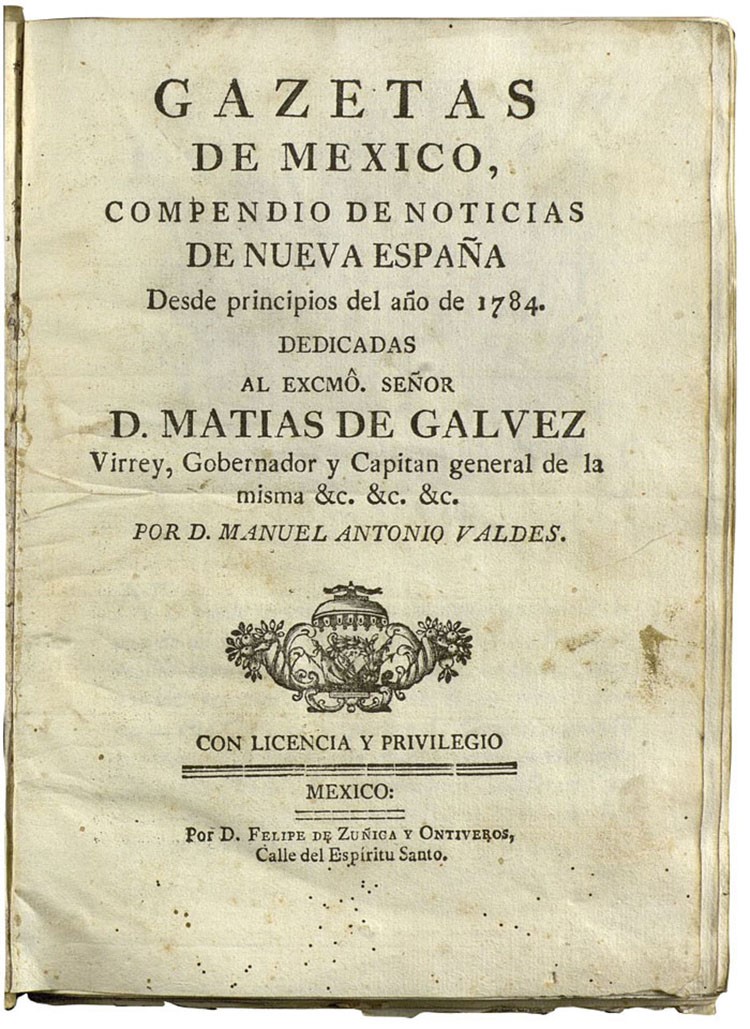 GAZETAS
DE MEXICO,
COMPENDIO DE NOTICIAS
DE NUEVA ESPAÑA
Desde principios del año de 1784.
DEDICADAS
AL EXCMÔ. SEÑOR
D. MATIAS DE GALVEZ
Virrey, Gobernador y Capitan general de la
misma &c. &c. &c.
POR D. MANUEL ANTONIO VALDES.
CON LICENCIA Y PRIVILEGIO
MEXICO:
Por D. FELIPE DE ZUÑIGA Y ONTIVEROS,
Calle del Espíritu Santo.